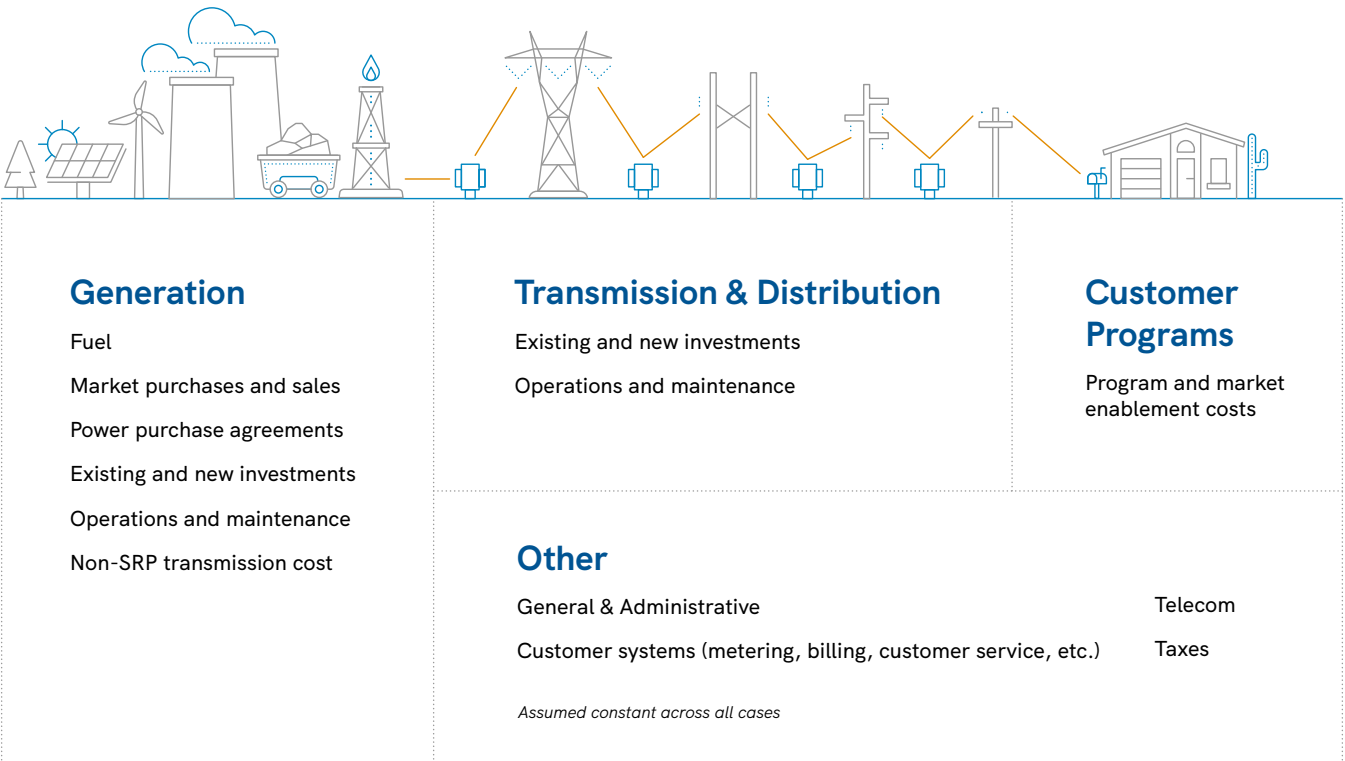 Generation
Fuel
Market purchases and sales
Power purchase agreements
Existing and new investments
Operations and maintenance
Non-SRP transmission cost
Transmission & Distribution
Existing and new investments
Operations and maintenance
Customer
Programs
Program and market
enablement costs
Other
General & Administrative
Customer systems (metering, billing, customer service, etc.)
Telecom
Taxes
Assumed constant across all cases